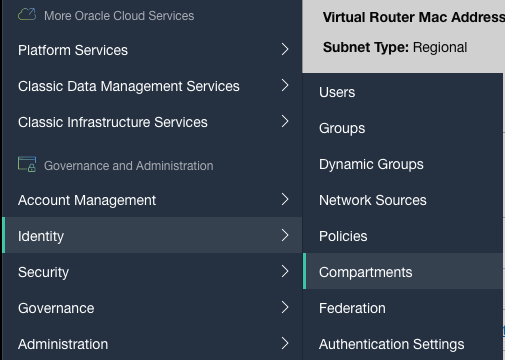 More Oracle Cloud Services
Platform Services
Classic Data Management Services
Classic Infrastructure Services
Governance and Administration
Account Management
Identity
Security
Governance
Administration
Virtual Router Mac Address
Subnet Type: Regional
Users
Groups
Dynamic Groups
Network Sources
Policies
Compartments
Federation
Authentication Settings